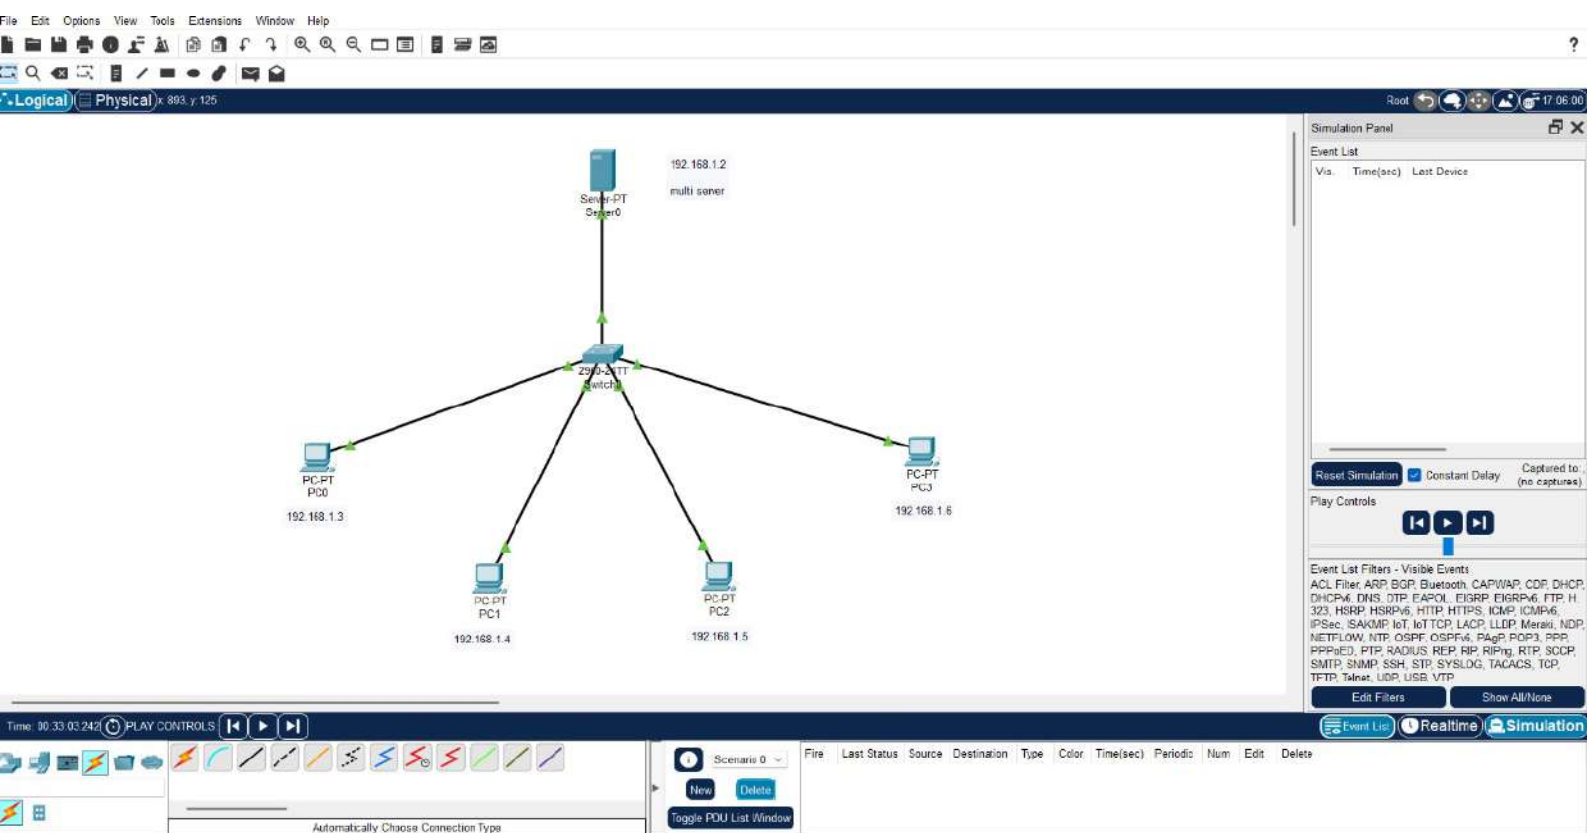 File Edit Options View Tools Extensions Window Help
?
Logical Physical x: 893, y: 125
Root 17:06:00
Simulation Panel
Event List
Vis. Time(sec) Last Device
192.168.1.2
multi server
Server-PT
Server0
2960-24TT
Switch0
PC-PT
PC0
192.168.1.3
PC-PT
PC1
192.168.1.4
PC-PT
PC2
192.168.1.5
PC-PT
PC3
192.168.1.6
Reset Simulation Constant Delay Captured to:
(no captures)
Play Controls
Event List Filters - Visible Events
ACL Filter, ARP, BGP, Bluetooth, CAPWAP, CDP, DHCP,
DHCPv6, DNS, DTP, EAPOL, EIGRP, EIGRPv6, FTP, H.
323, HSRP, HSRPv6, HTTP, HTTPS, ICMP, ICMPv6,
IPSec, ISAKMP, IoT, IoT TCP, LACP, LLDP, Meraki, NDP,
NETFLOW, NTP, OSPF, OSPFv6, PAgP, POP3, PPP,
PPPoED, PTP, RADIUS, REP, RIP, RIPng, RTP, SCCP,
SMTP, SNMP, SSH, STP, SYSLOG, TACACS, TCP,
TFTP, Telnet, UDP, USB, VTP
Edit Filters Show All/None
Time: 00:33:03.242 PLAY CONTROLS
Event List Realtime Simulation
Scenario 0
New Delete
Toggle PDU List Window
Fire Last Status Source Destination Type Color Time(sec) Periodic Num Edit Delete
Automatically Choose Connection Type